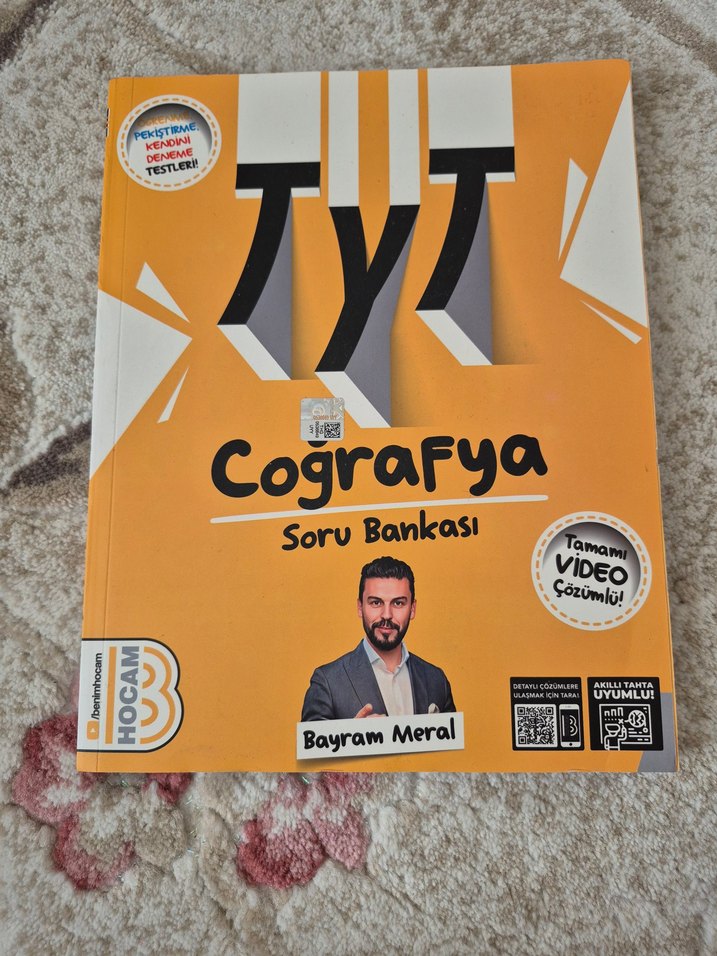 ÖĞRENME,
PEKİŞTİRME,
KENDİNİ
DENEME
TESTLERİ!
TYT
Coğrafya
Soru Bankası
Tamamı
VİDEO
Çözümlü!
Bayram Meral
/benimhocam
HOCAM
B
DETAYLI ÇÖZÜMLERE
ULAŞMAK İÇİN TARA!
AKILLI TAHTA
UYUMLU!